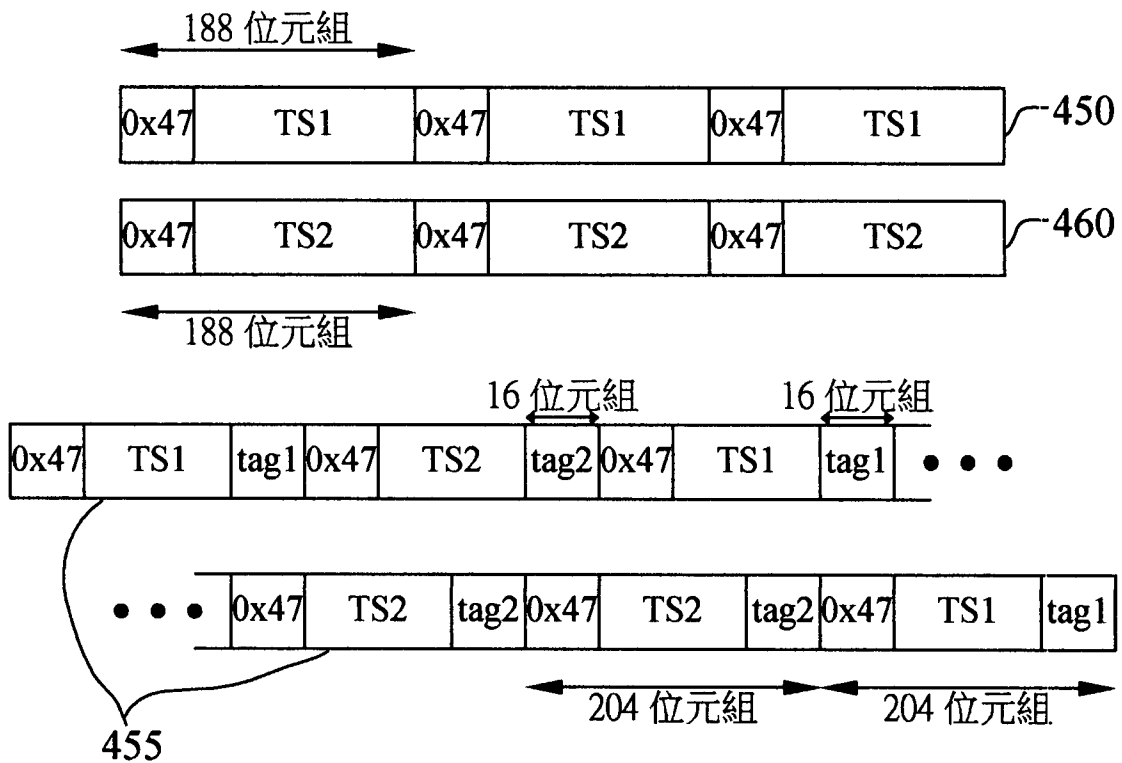 188 位元組
0x47 TS1 0x47 TS1 0x47 TS1 450
0x47 TS2 0x47 TS2 0x47 TS2 460
188 位元組
16 位元組 16 位元組
0x47 TS1 tag1 0x47 TS2 tag2 0x47 TS1 tag1
0x47 TS2 tag2 0x47 TS2 tag2 0x47 TS1 tag1
204 位元組 204 位元組
455